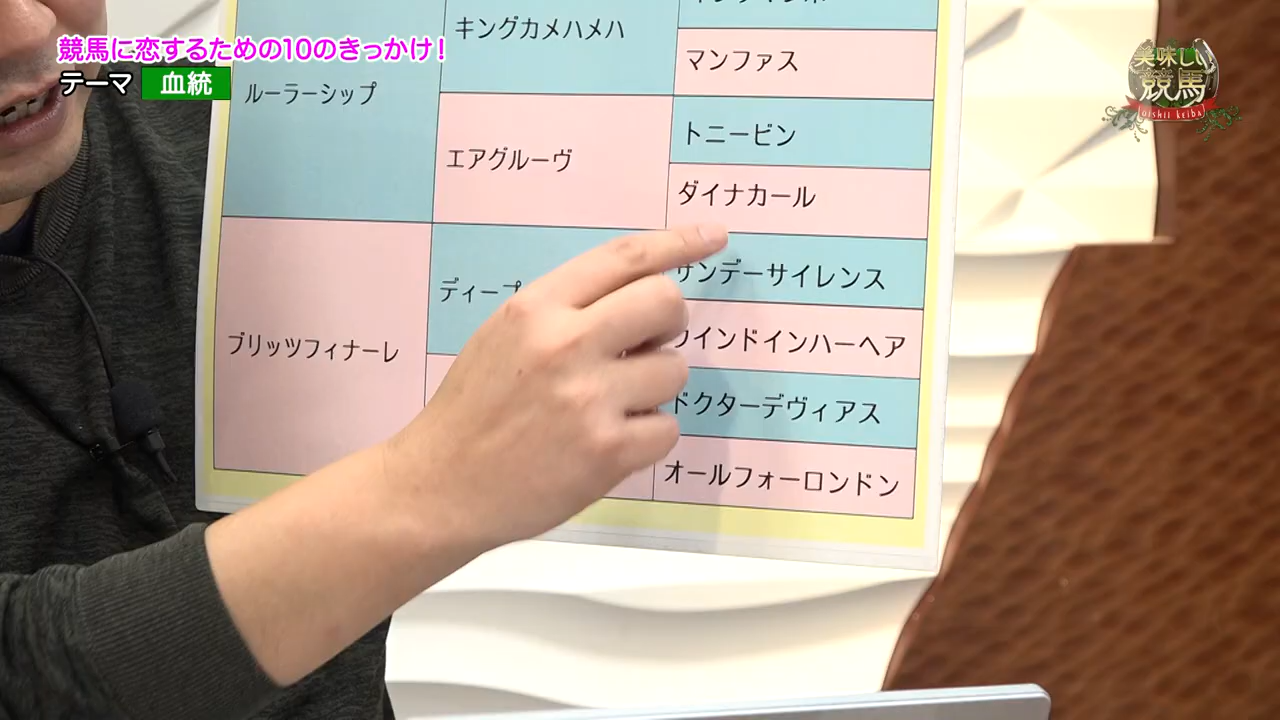 競馬に恋するための10のきっかけ!
テーマ 血統
美味しい
競馬
oishii keiba
キングカメハメハ
マンファス
ルーラーシップ
トニービン
エアグルーヴ
ダイナカール
サンデーサイレンス
ディープ
ウインドインハーヘア
ブリッツフィナーレ
ドクターデヴィアス
オールフォーロンドン